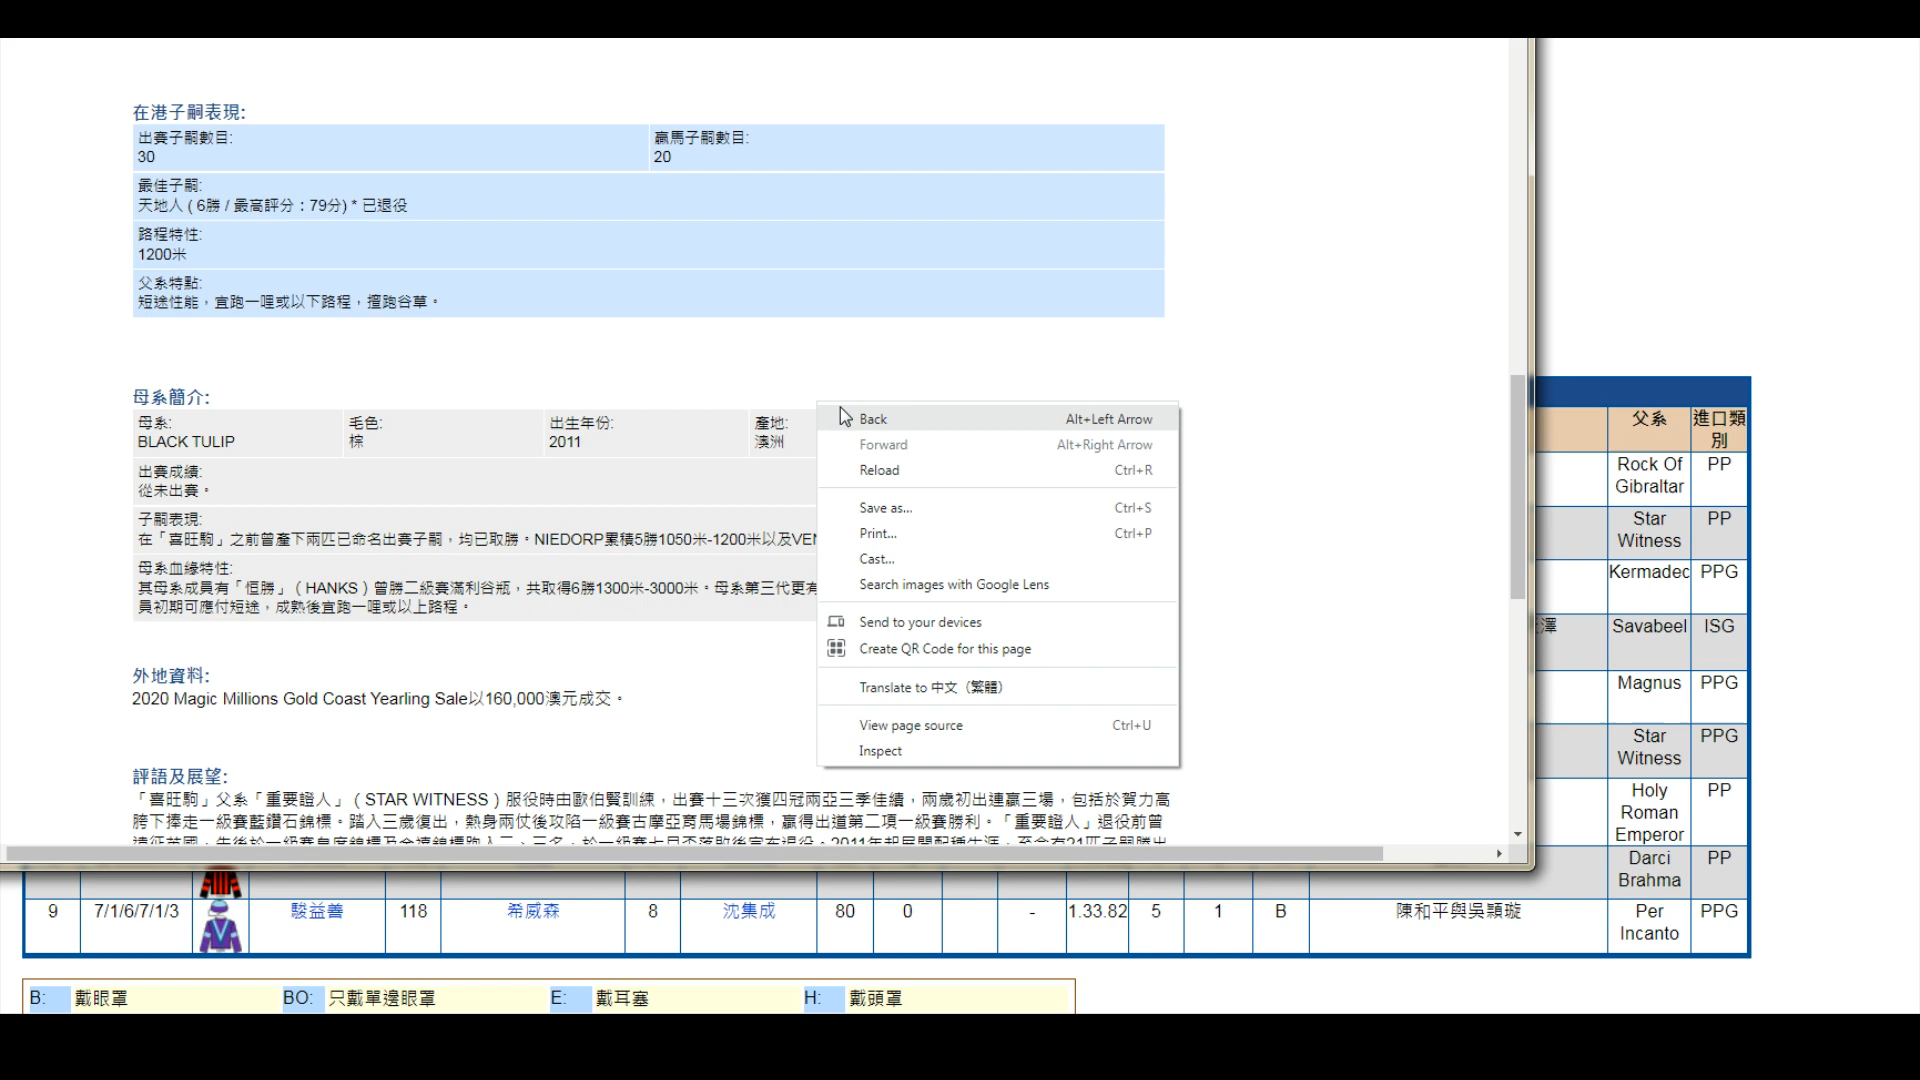 在港子嗣表現:
出賽子嗣數目:
30
贏馬子嗣數目:
20
最佳子嗣:
天地人 ( 6勝 / 最高評分：79分) * 已退役
路程特性:
1200米
父系特點:
短途性能，宜跑一哩或以下路程，擅跑谷草。
母系簡介:
母系:
BLACK TULIP
毛色:
棕
出生年份:
2011
產地:
澳洲
出賽成績:
從未出賽。
子嗣表現:
在「喜旺駒」之前曾產下兩匹已命名出賽子嗣，均已取勝。NIEDORP累積5勝1050米-1200米以及VEN
母系血緣特性:
其母系成員有「恒勝」（HANKS）曾勝二級賽滿利谷瓶，共取得6勝1300米-3000米。母系第三代更有
員初期可應付短途，成熟後宜跑一哩或以上路程。
外地資料:
2020 Magic Millions Gold Coast Yearling Sale以160,000澳元成交。
評語及展望:
「喜旺駒」父系「重要證人」（STAR WITNESS）服役時由歐伯賢訓練，出賽十三次獲四冠兩亞三季佳績，兩歲初出連贏三場，包括於賀力高
胯下捧走一級賽藍鑽石錦標。踏入三歲復出，熱身兩仗後攻陷一級賽古摩亞育馬場錦標，贏得出道第二項一級賽勝利。「重要證人」退役前曾
Back Alt+Left Arrow
Forward Alt+Right Arrow
Reload Ctrl+R
Save as... Ctrl+S
Print... Ctrl+P
Cast...
Search images with Google Lens
Send to your devices
Create QR Code for this page
Translate to 中文（繁體）
View page source Ctrl+U
Inspect
父系 進口類
別
Rock Of PP
Gibraltar
Star PP
Witness
Kermadec PPG
澤 Savabeel ISG
Magnus PPG
Star PPG
Witness
Holy PP
Roman
Emperor
Darci PP
Brahma
9 7/1/6/7/1/3 駿益善 118 希威森 8 沈集成 80 0 - 1.33.82 5 1 B 陳和平與吳穎璇 Per PPG
Incanto
B: 戴眼罩 BO: 只戴單邊眼罩 E: 戴耳塞 H: 戴頭罩